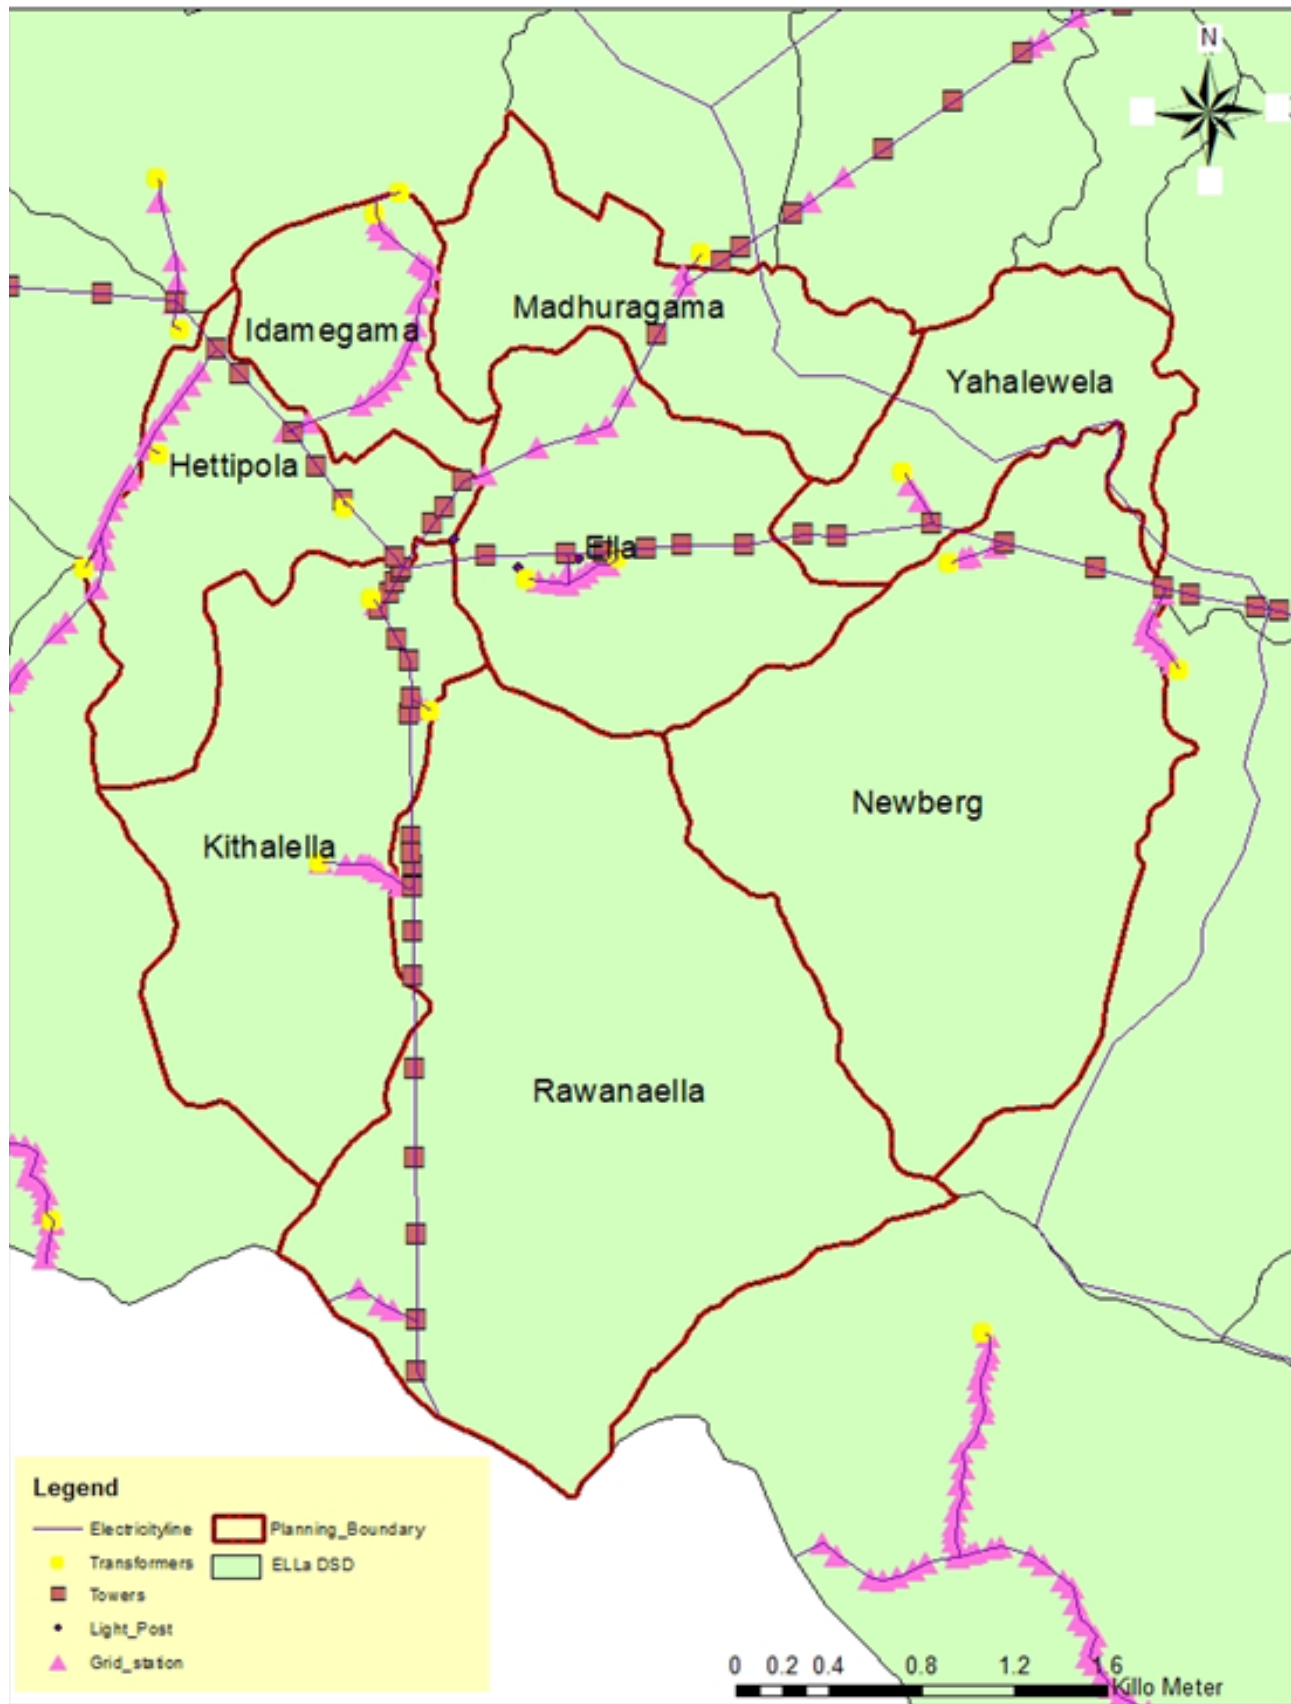 N
Madhuragama
Idamegama
Yahalewela
Hettipola
Ella
Newberg
Kithalella
Rawanaella
Legend
Electricityline
Planning_Boundary
Transformers
ELLa DSD
Towers
Light_Post
Grid_station
0 0.2 0.4 0.8 1.2 1.6
Killo Meter